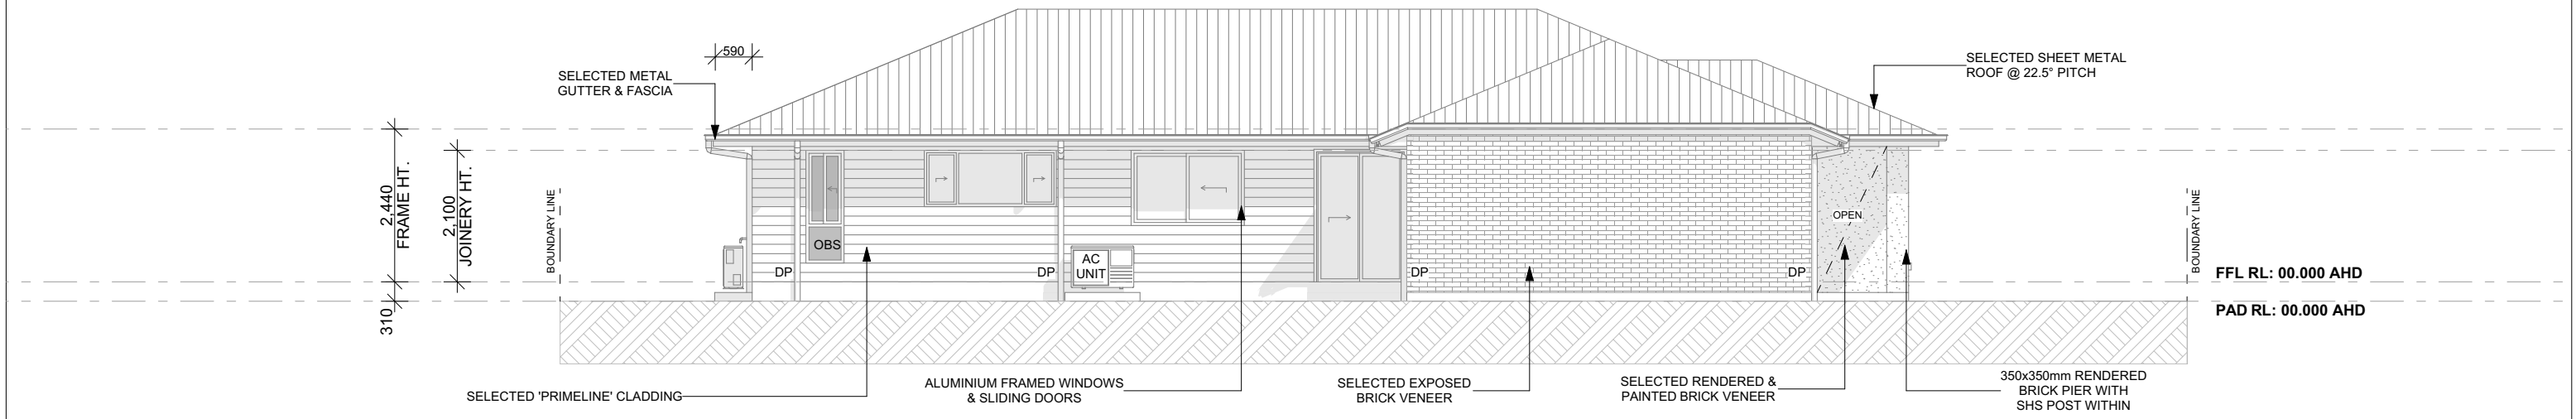 590
SELECTED METAL
GUTTER & FASCIA
SELECTED SHEET METAL
ROOF @ 22.5° PITCH
2,440
FRAME HT.
2,100
JOINERY HT.
310
BOUNDARY LINE
OBS
DP
DP
AC
UNIT
DP
DP
OPEN
BOUNDARY LINE
FFL RL: 00.000 AHD
PAD RL: 00.000 AHD
SELECTED 'PRIMELINE' CLADDING
ALUMINIUM FRAMED WINDOWS
& SLIDING DOORS
SELECTED EXPOSED
BRICK VENEER
SELECTED RENDERED &
PAINTED BRICK VENEER
350x350mm RENDERED
BRICK PIER WITH
SHS POST WITHIN